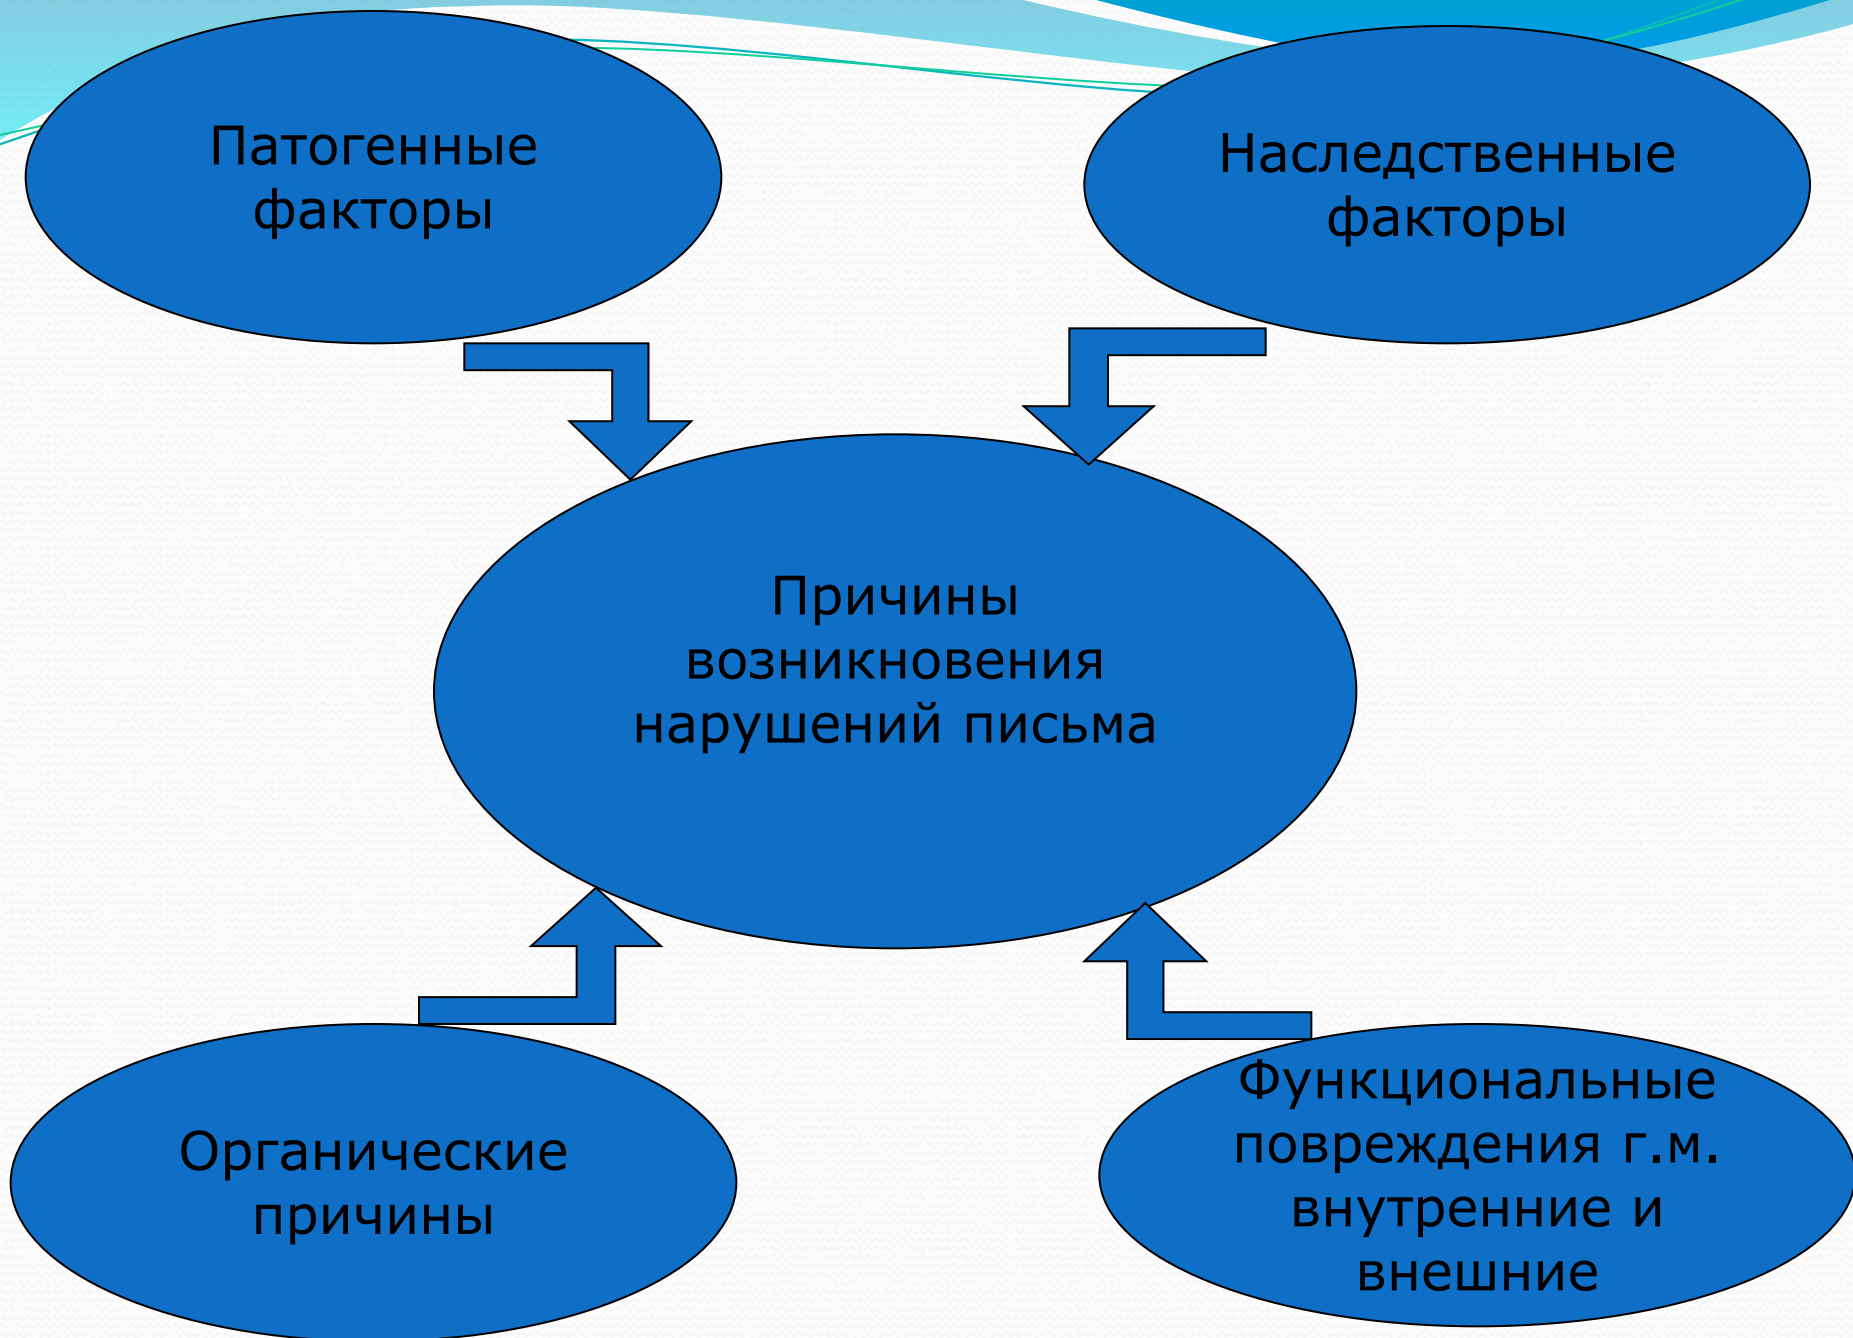 Патогенные
факторы
Наследственные
факторы
Причины
возникновения
нарушений письма
Органические
причины
Функциональные
повреждения г.м.
внутренние и
внешние